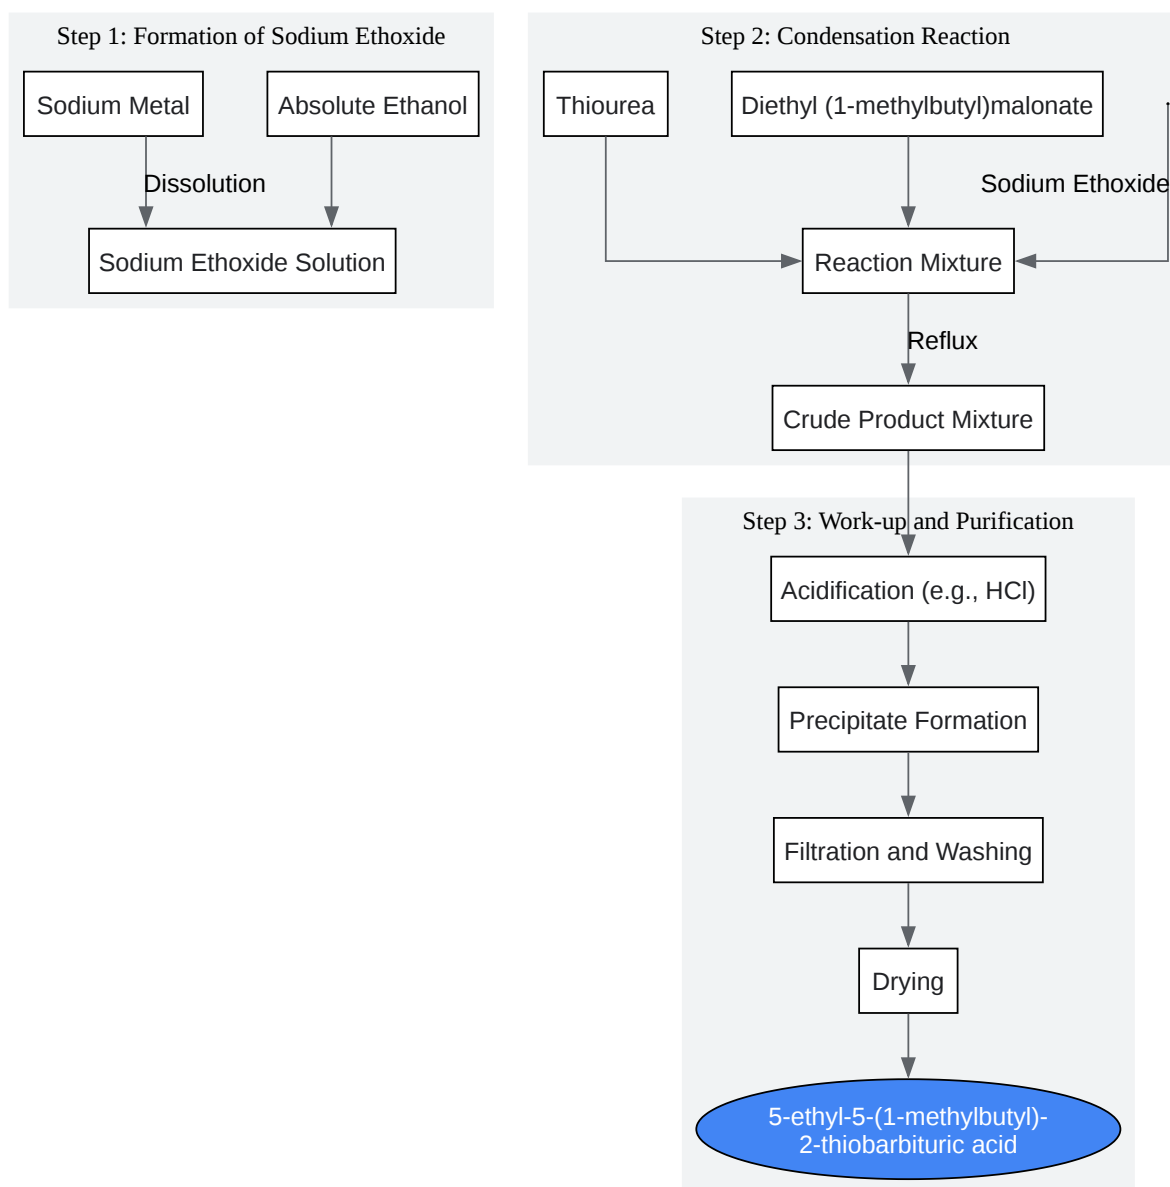 Step 1: Formation of Sodium Ethoxide
Sodium Metal
Absolute Ethanol
Dissolution
Sodium Ethoxide Solution
Step 2: Condensation Reaction
Thiourea
Diethyl (1-methylbutyl)malonate
Sodium Ethoxide
Reaction Mixture
Reflux
Crude Product Mixture
Step 3: Work-up and Purification
Acidification (e.g., HCl)
Precipitate Formation
Filtration and Washing
Drying
5-ethyl-5-(1-methylbutyl)-
2-thiobarbituric acid